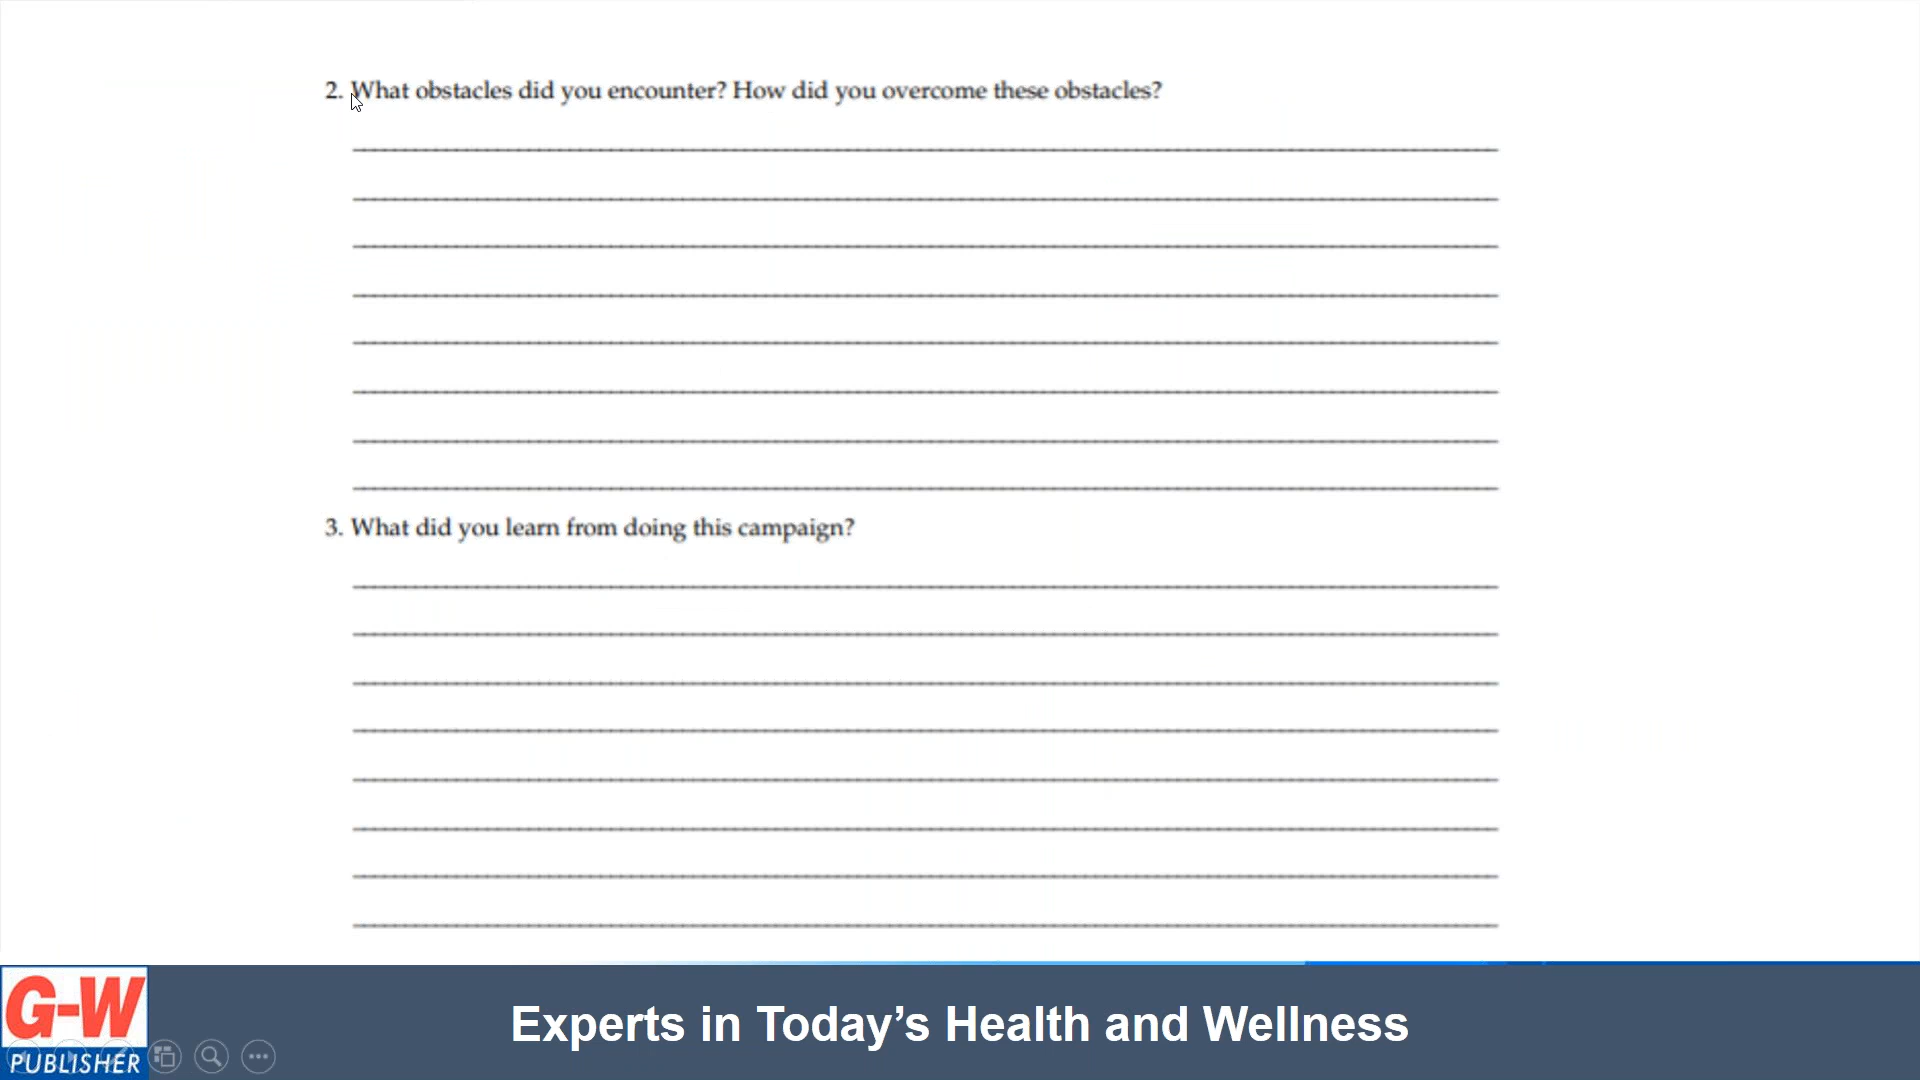 2. What obstacles did you encounter? How did you overcome these obstacles?
3. What did you learn from doing this campaign?
G-W
PUBLISHER
Experts in Today’s Health and Wellness